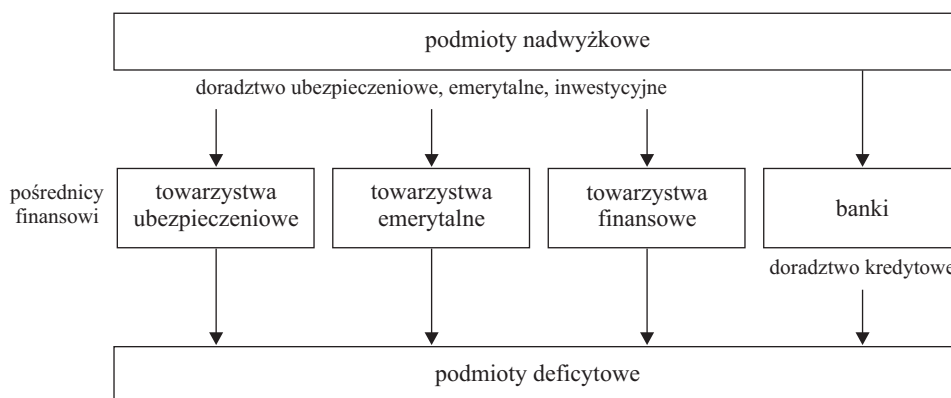 podmioty nadwyżkowe
doradztwo ubezpieczeniowe, emerytalne, inwestycyjne
pośrednicy
finansowi
towarzystwa
ubezpieczeniowe
towarzystwa
emerytalne
towarzystwa
finansowe
banki
doradztwo kredytowe
podmioty deficytowe